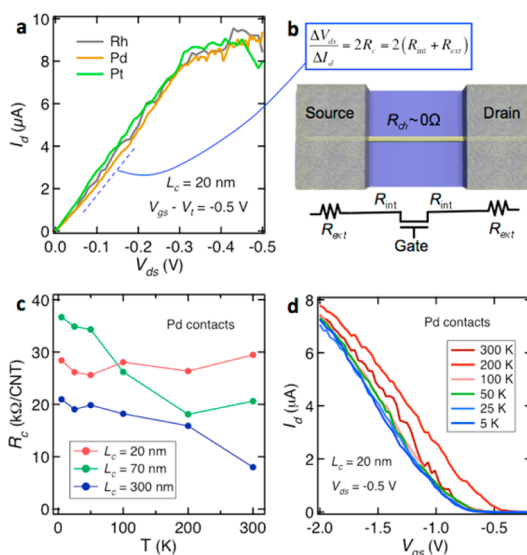 a
Rh
Pd
Pt
I_d (μA)
10
8
6
4
2
0
L_c = 20 nm
V_gs - V_t = -0.5 V
0.0 -0.1 -0.2 -0.3 -0.4 -0.5
V_ds (V)
b
ΔV_ds / ΔI_d = 2R_c = 2(R_int + R_ext)
Source
R_ch~0Ω
Drain
R_int R_int
R_ext R_ext
Gate
c
Pd contacts
R_c (kΩ/CNT)
40
30
20
10
0
L_c = 20 nm
L_c = 70 nm
L_c = 300 nm
0 100 200 300
T (K)
d
Pd contacts
300 K
200 K
100 K
50 K
25 K
5 K
I_d (μA)
8
6
4
2
0
L_c = 20 nm
V_ds = -0.5 V
-2.0 -1.5 -1.0 -0.5
V_gs (V)